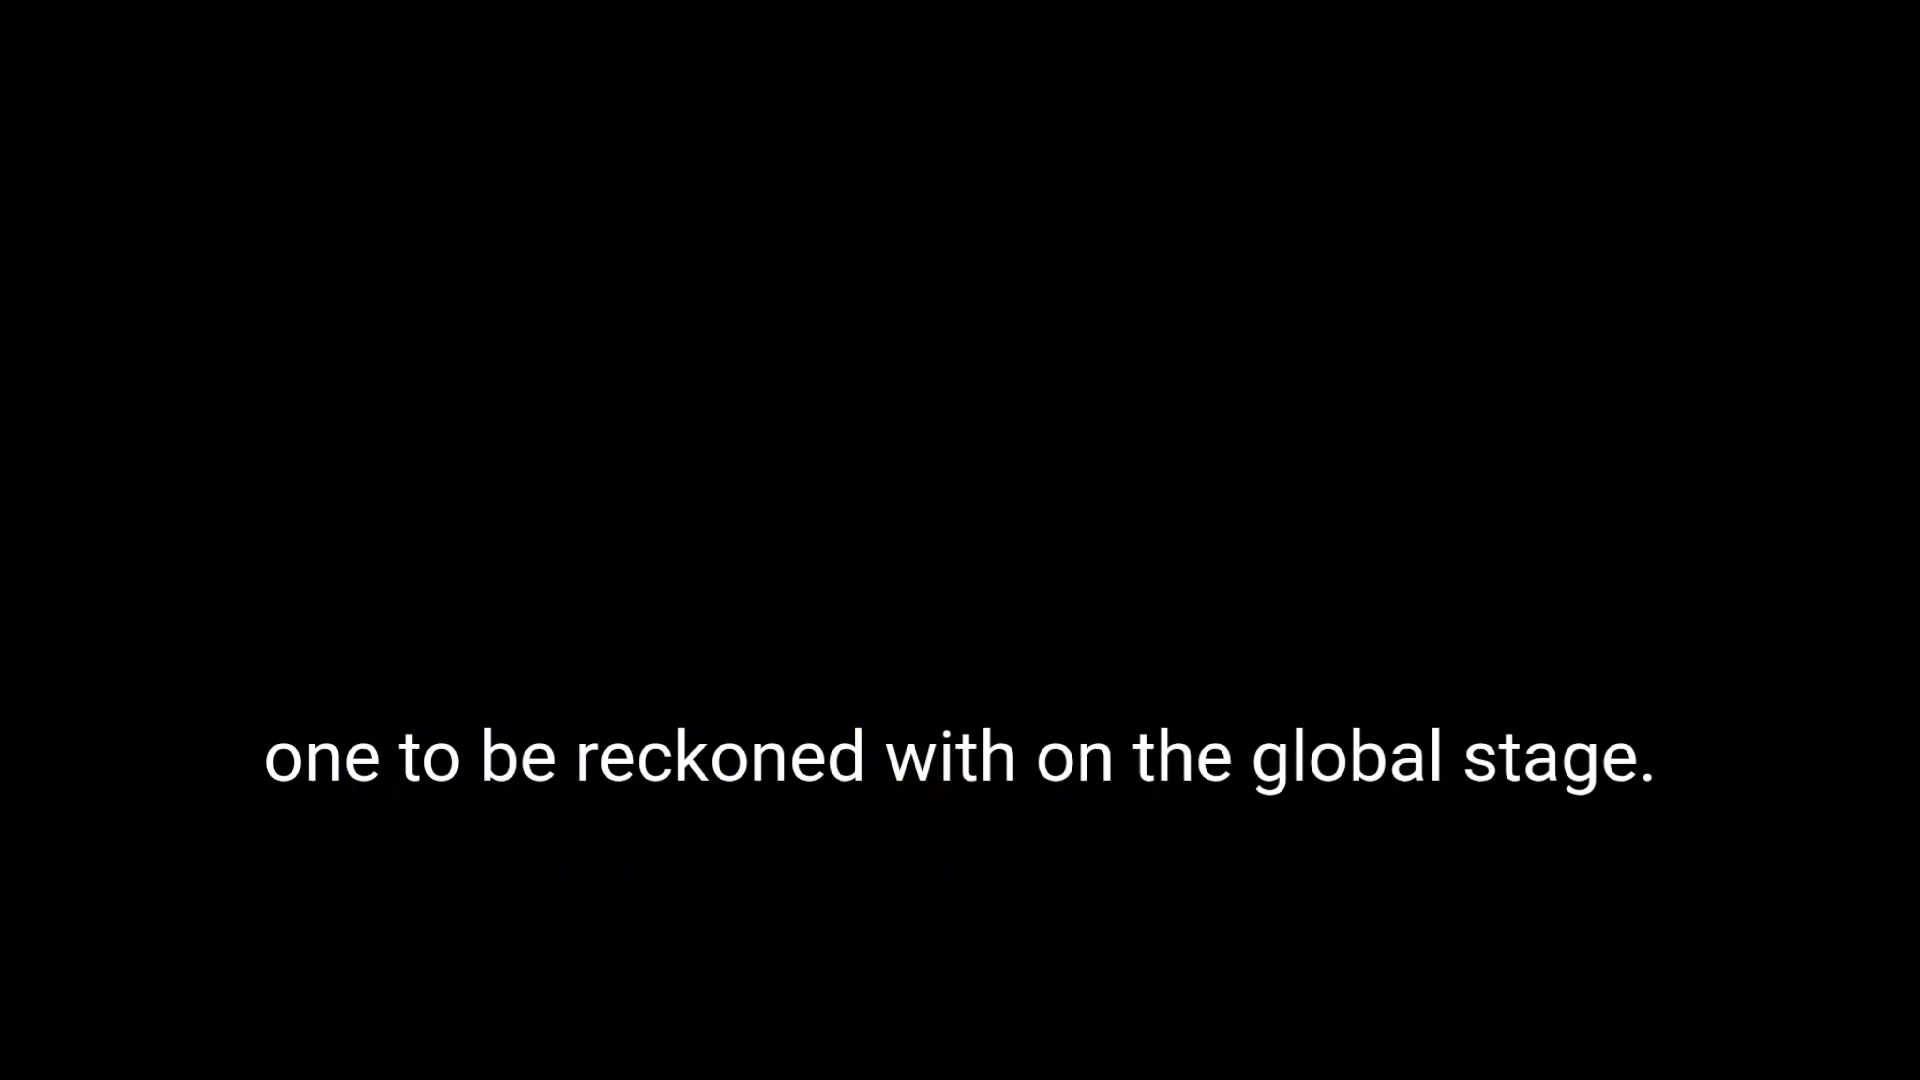 one to be reckoned with on the global stage.